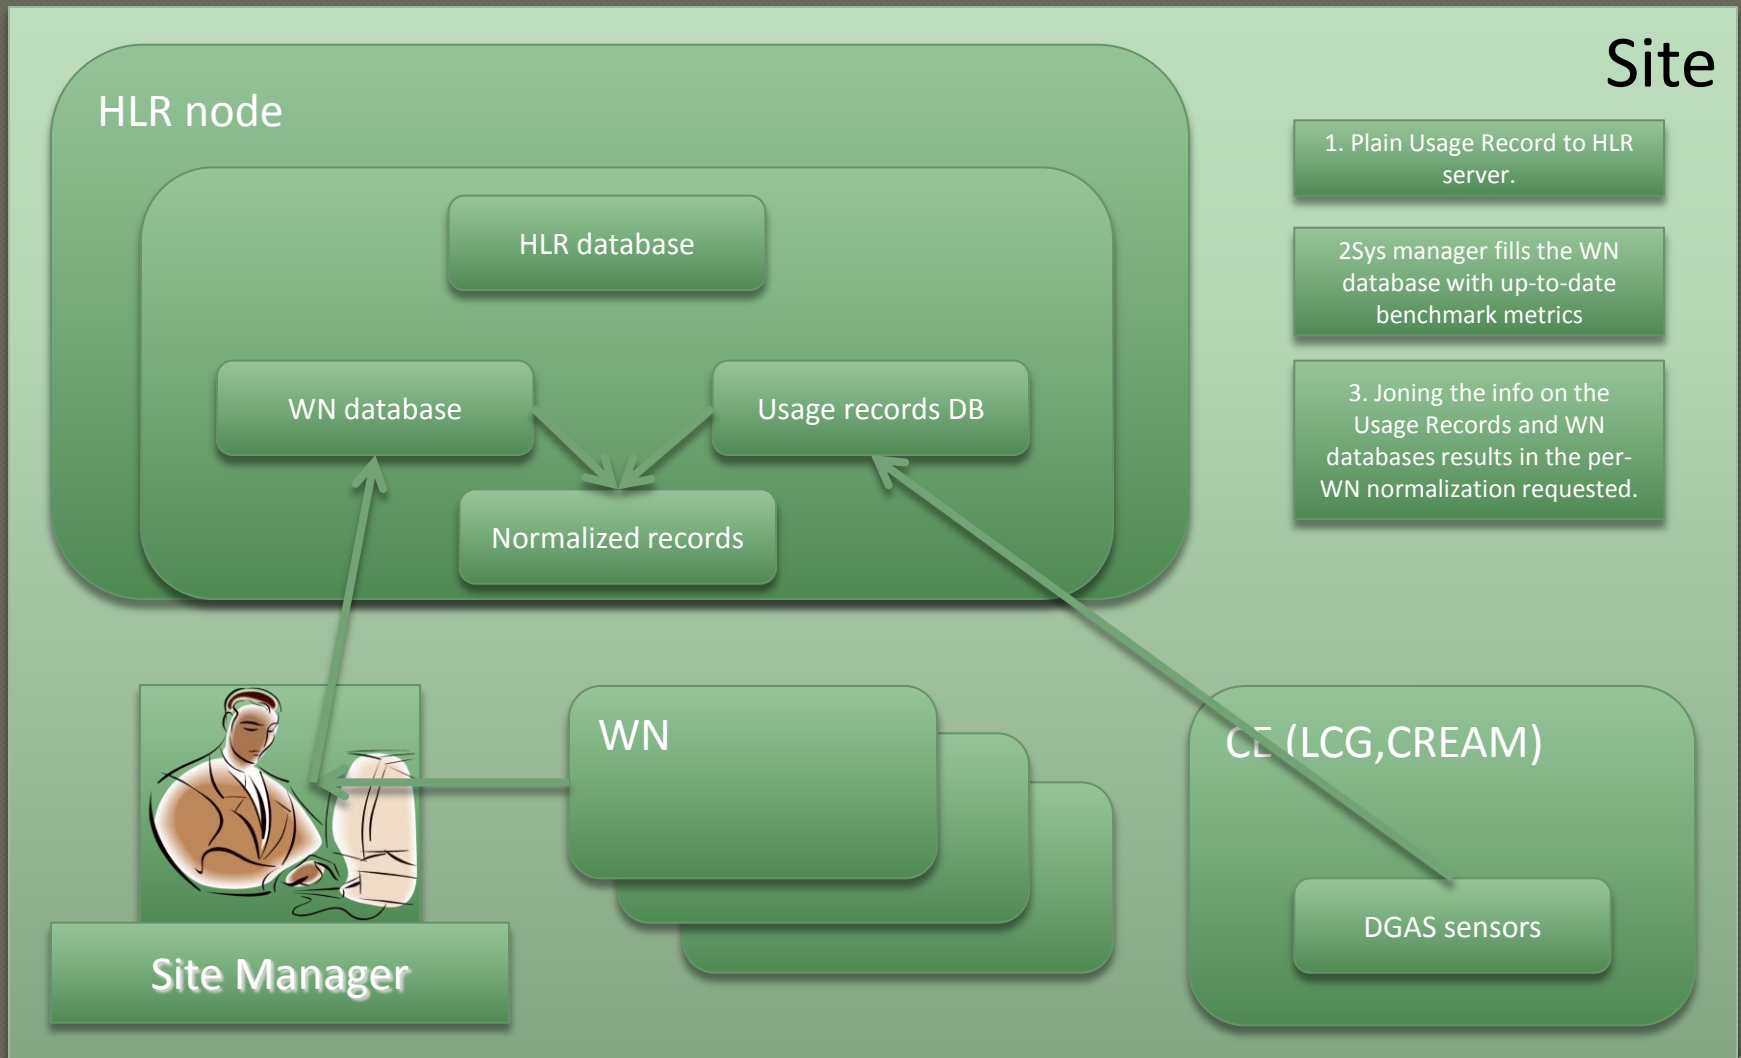 Site
HLR node
HLR database
WN database
Usage records DB
Normalized records
1. Plain Usage Record to HLR
server.
2Sys manager fills the WN
database with up-to-date
benchmark metrics
3. Joning the info on the
Usage Records and WN
databases results in the per-
WN normalization requested.
WN
CE (LCG,CREAM)
DGAS sensors
Site Manager